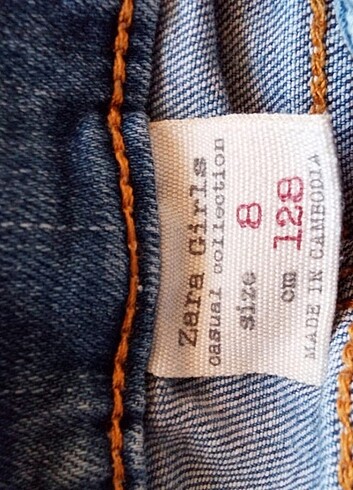 Zara Girls
casual collection
size 8
cm 128
MADE IN CAMBODIA